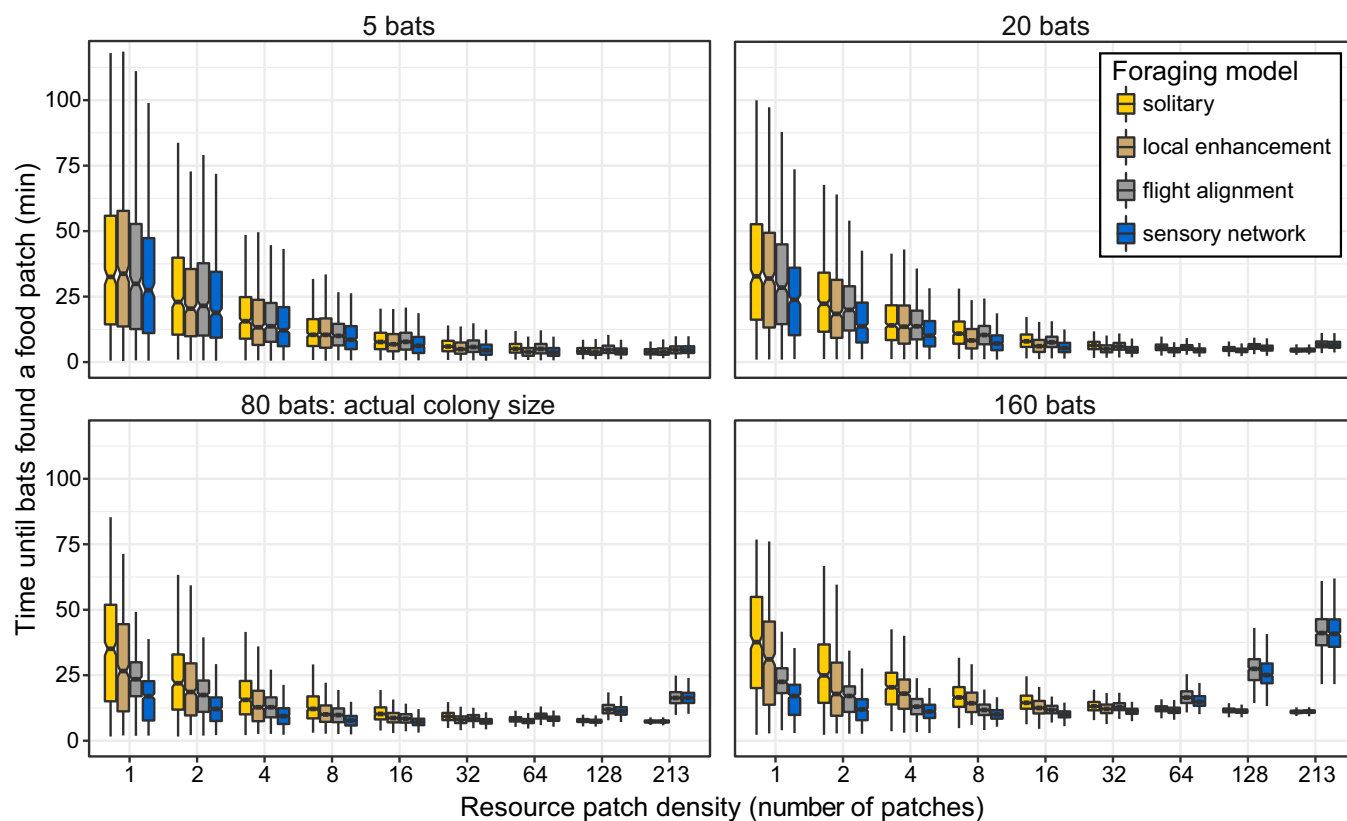 5 bats
20 bats
Foraging model
solitary
local enhancement
flight alignment
sensory network
100
75
50
25
0
80 bats: actual colony size
160 bats
100
75
50
25
0
1 2 4 8 16 32 64 128 213
1 2 4 8 16 32 64 128 213
Time until bats found a food patch (min)
Resource patch density (number of patches)